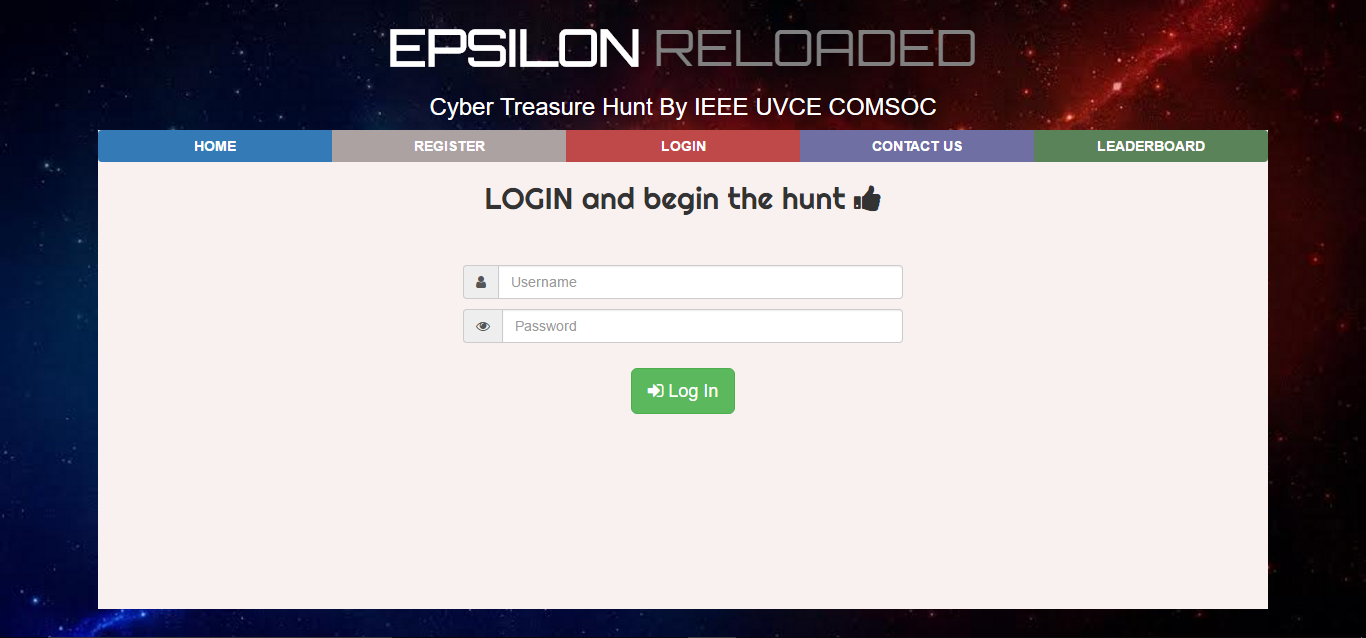 EPSILON RELOADED
Cyber Treasure Hunt By IEEE UVCE COMSOC
HOME REGISTER LOGIN CONTACT US LEADERBOARD
LOGIN and begin the hunt
Username
Password
Log In